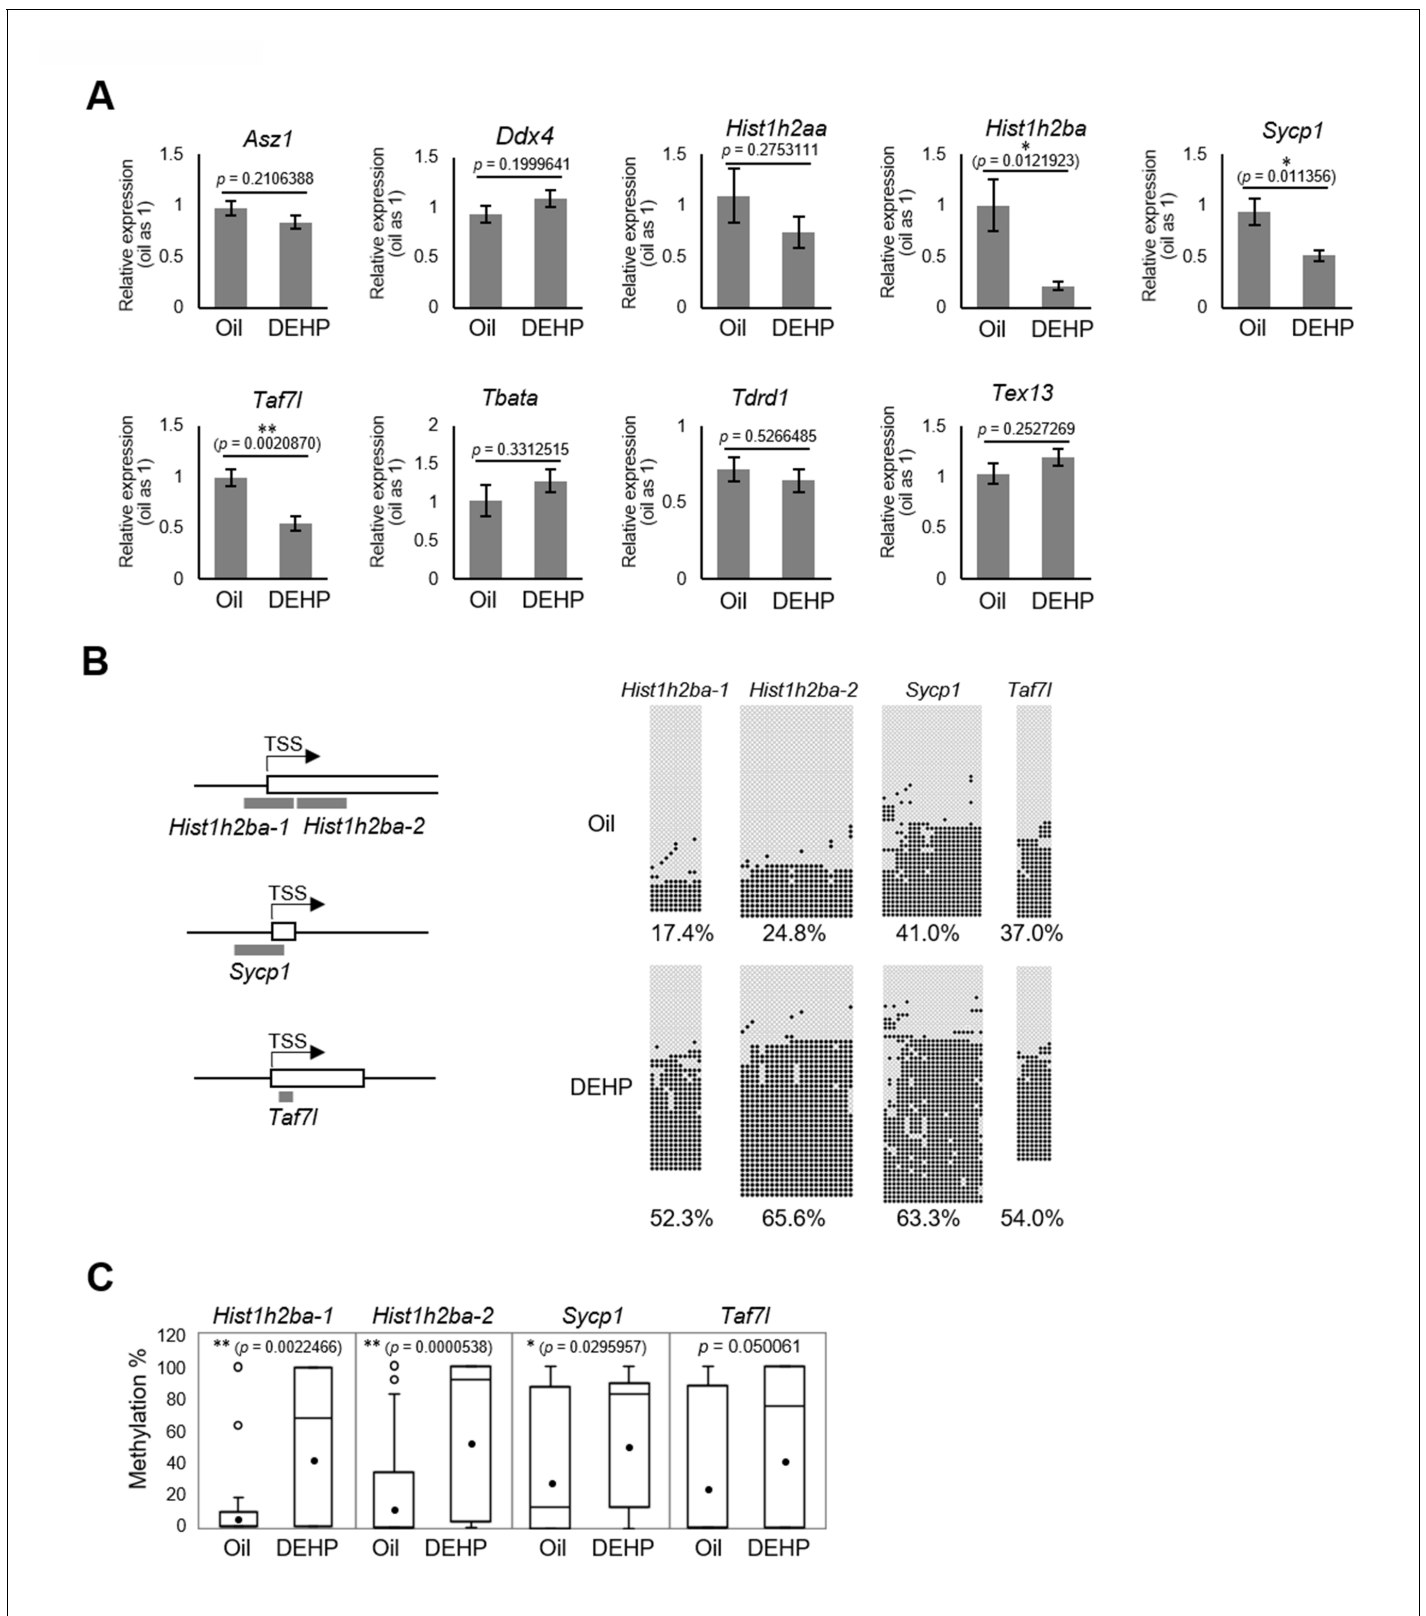 A
Asz1
Relative expression
(oil as 1)
1.5
1
0.5
0
p = 0.2106388
Oil DEHP
Ddx4
Relative expression
(oil as 1)
1.5
1
0.5
0
p = 0.1999641
Oil DEHP
Hist1h2aa
Relative expression
(oil as 1)
1.5
1
0.5
0
p = 0.2753111
Oil DEHP
Hist1h2ba
Relative expression
(oil as 1)
1.5
1
0.5
0
*
(p = 0.0121923)
Oil DEHP
Sycp1
Relative expression
(oil as 1)
1.5
1
0.5
0
*
(p = 0.011356)
Oil DEHP
Taf7l
Relative expression
(oil as 1)
1.5
1
0.5
0
**
(p = 0.0020870)
Oil DEHP
Tbata
Relative expression
(oil as 1)
2
1.5
1
0.5
0
p = 0.3312515
Oil DEHP
Tdrd1
Relative expression
(oil as 1)
1
0.5
0
p = 0.5266485
Oil DEHP
Tex13
Relative expression
(oil as 1)
1.5
1
0.5
0
p = 0.2527269
Oil DEHP
B
TSS
Hist1h2ba-1 Hist1h2ba-2
TSS
Sycp1
TSS
Taf7l
Hist1h2ba-1 Hist1h2ba-2 Sycp1 Taf7l
Oil
17.4% 24.8% 41.0% 37.0%
DEHP
52.3% 65.6% 63.3% 54.0%
C
Hist1h2ba-1 Hist1h2ba-2 Sycp1 Taf7l
Methylation %
120
100
80
60
40
20
0
** (p = 0.0022466) ** (p = 0.0000538) * (p = 0.0295957) p = 0.050061
Oil DEHP Oil DEHP Oil DEHP Oil DEHP